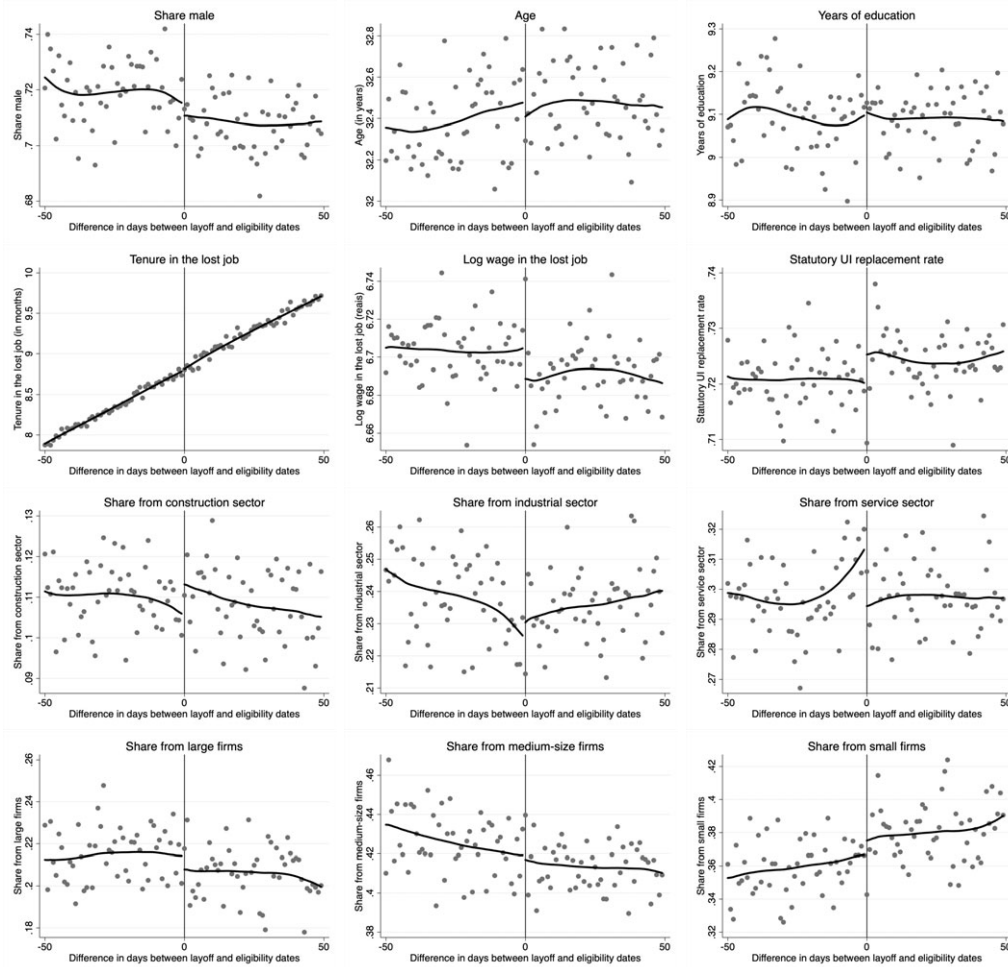 Share male
Share male
.68 .7 .72 .74
-50 0 50
Difference in days between layoff and eligibility dates
Age
Age (in years)
32 32.2 32.4 32.6 32.8
-50 0 50
Difference in days between layoff and eligibility dates
Years of education
Years of education
8.9 9 9.1 9.2 9.3
-50 0 50
Difference in days between layoff and eligibility dates
Tenure in the lost job
Tenure in the lost job (in months)
8 8.5 9 9.5 10
-50 0 50
Difference in days between layoff and eligibility dates
Log wage in the lost job
Log wage in the lost job (reais)
6.66 6.68 6.7 6.72 6.74
-50 0 50
Difference in days between layoff and eligibility dates
Statutory UI replacement rate
Statutory UI replacement rate
.71 .72 .73 .74
-50 0 50
Difference in days between layoff and eligibility dates
Share from construction sector
Share from construction sector
.09 .1 .11 .12 .13
-50 0 50
Difference in days between layoff and eligibility dates
Share from industrial sector
Share from industrial sector
.21 .22 .23 .24 .25 .26
-50 0 50
Difference in days between layoff and eligibility dates
Share from service sector
Share from service sector
.27 .28 .29 .3 .31 .32
-50 0 50
Difference in days between layoff and eligibility dates
Share from large firms
Share from large firms
.18 .2 .22 .24 .26
-50 0 50
Difference in days between layoff and eligibility dates
Share from medium-size firms
Share from medium-size firms
.38 .4 .42 .44 .46
-50 0 50
Difference in days between layoff and eligibility dates
Share from small firms
Share from small firms
.32 .34 .36 .38 .4 .42
-50 0 50
Difference in days between layoff and eligibility dates